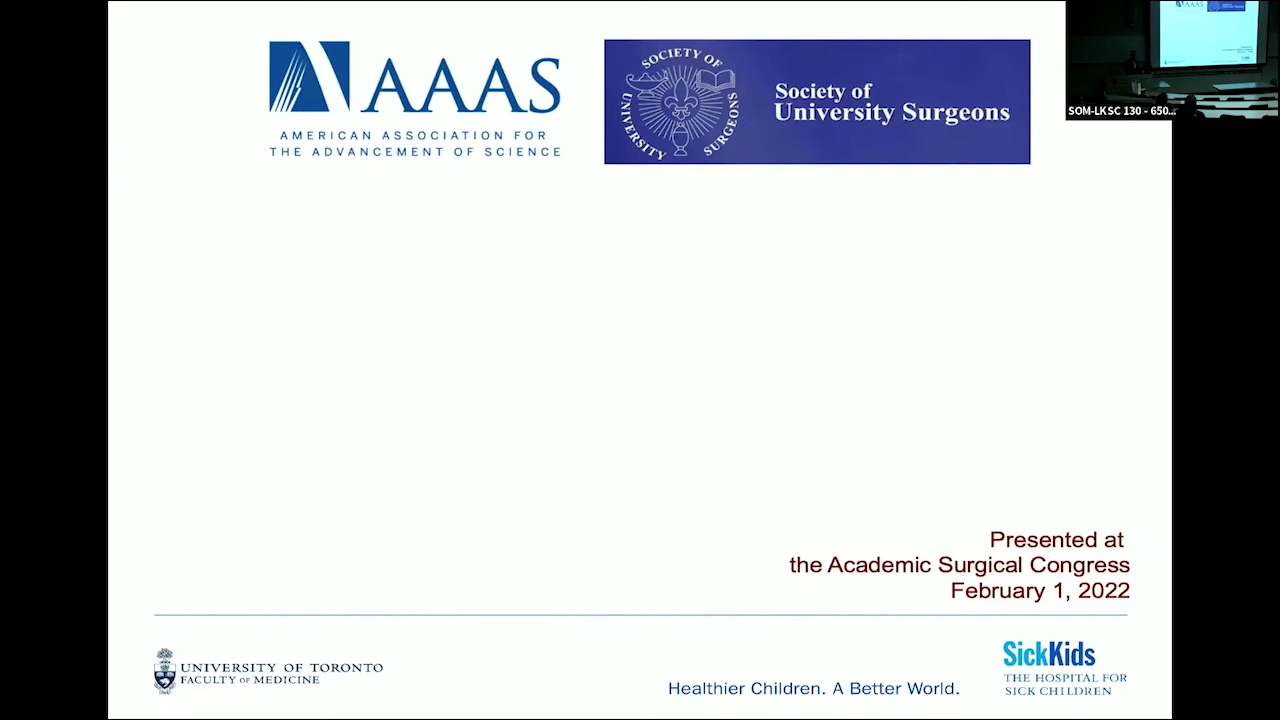 AAAS
AMERICAN ASSOCIATION FOR
THE ADVANCEMENT OF SCIENCE
SOCIETY OF
UNIVERSITY
SURGEONS
Society of
University Surgeons
SOM-LKSC 130 - 650...
Presented at
the Academic Surgical Congress
February 1, 2022
UNIVERSITY OF TORONTO
FACULTY OF MEDICINE
Healthier Children. A Better World.
SickKids
THE HOSPITAL FOR
SICK CHILDREN